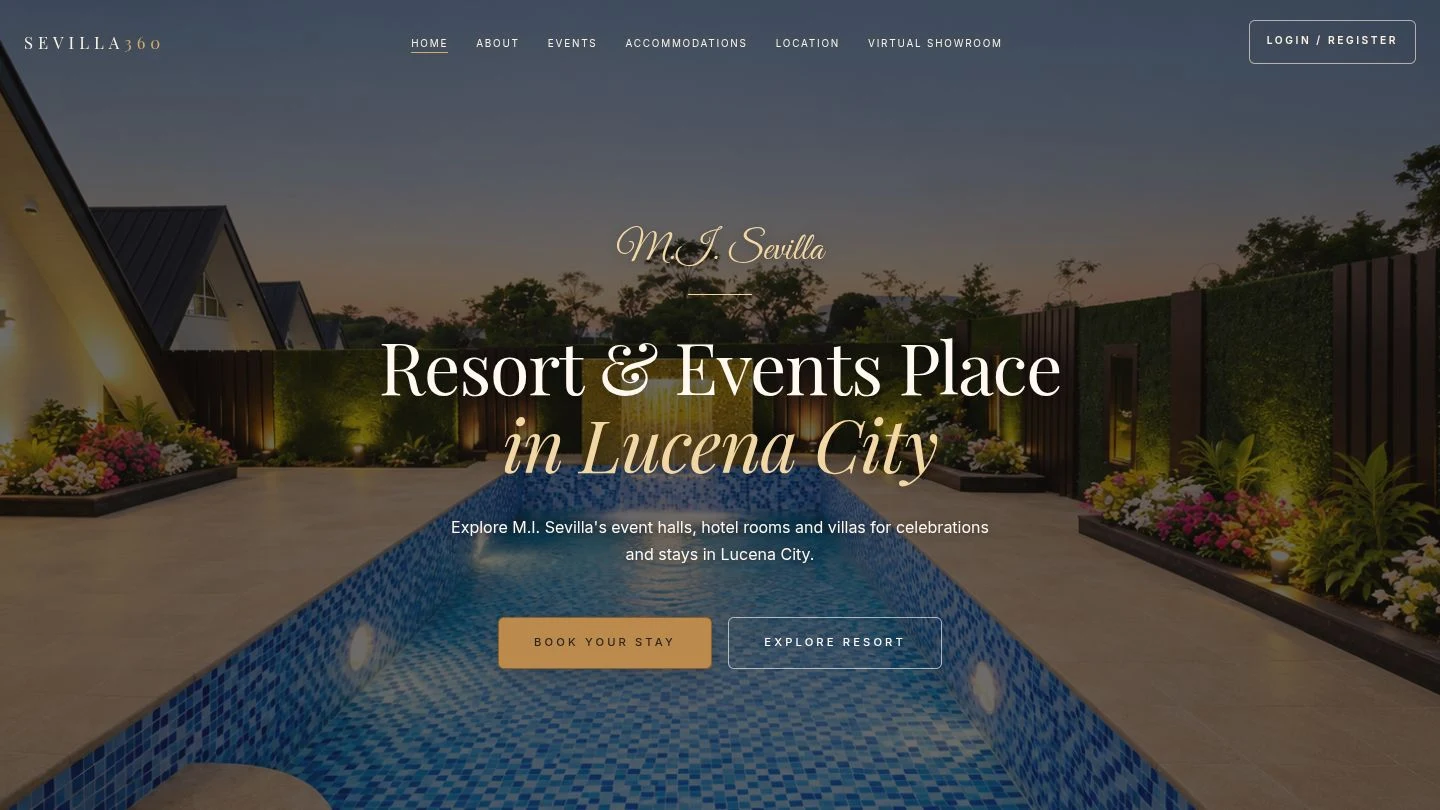 SEVILLA360
HOME
ABOUT
EVENTS
ACCOMMODATIONS
LOCATION
VIRTUAL SHOWROOM
LOGIN / REGISTER
M.I. Sevilla
Resort & Events Place
in Lucena City
Explore M.I. Sevilla's event halls, hotel rooms and villas for celebrations
and stays in Lucena City.
BOOK YOUR STAY
EXPLORE RESORT